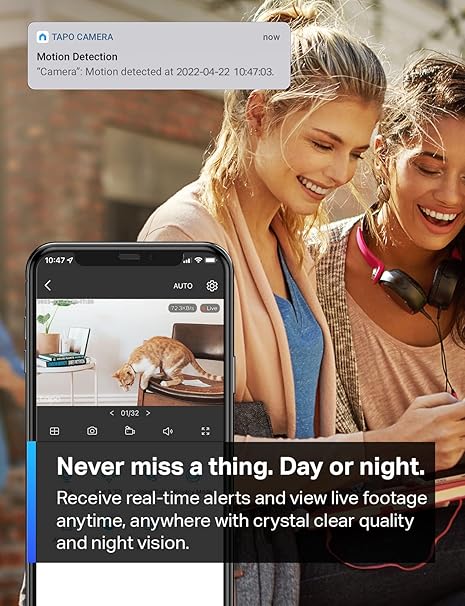 TAPO CAMERA now
Motion Detection
“Camera”: Motion detected at 2022-04-22 10:47:03.
10:47
AUTO
72.3KB/s Live
< 01/32 >
Never miss a thing. Day or night.
Receive real-time alerts and view live footage
anytime, anywhere with crystal clear quality
and night vision.